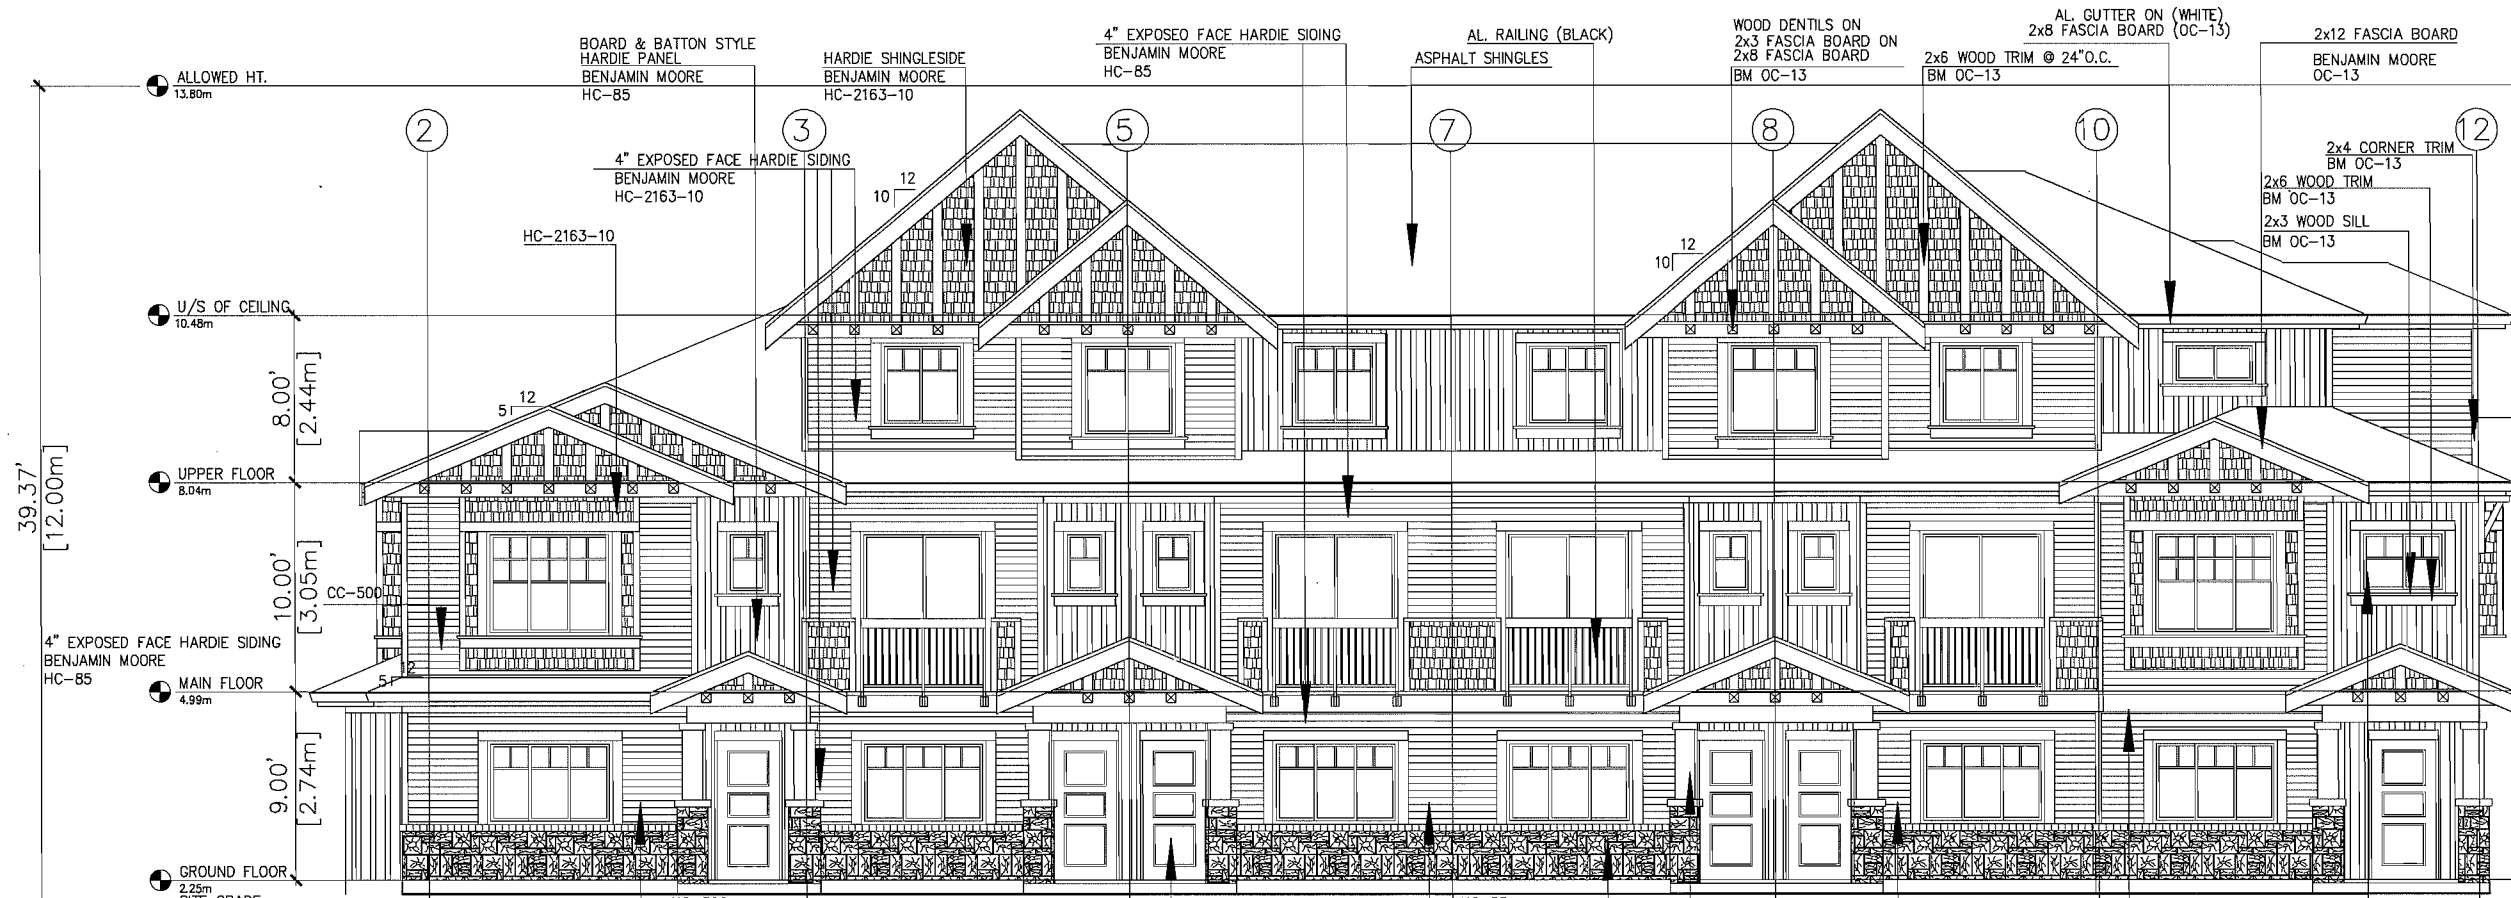 BOARD & BATTON STYLE
HARDIE PANEL
BENJAMIN MOORE
HC-85
HARDIE SHINGLESIDE
BENJAMIN MOORE
HC-2163-10
4" EXPOSEO FACE HARDIE SIDING
BENJAMIN MOORE
HC-85
AL. RAILING (BLACK)
ASPHALT SHINGLES
WOOD DENTILS ON
2x3 FASCIA BOARD ON
2x8 FASCIA BOARD
BM OC-13
AL. GUTTER ON (WHITE)
2x8 FASCIA BOARD (OC-13)
2x6 WOOD TRIM @ 24"O.C.
BM OC-13
2x12 FASCIA BOARD
BENJAMIN MOORE
OC-13
ALLOWED HT.
13.80m
2
3
5
7
8
10
12
4" EXPOSED FACE HARDIE SIDING
BENJAMIN MOORE
HC-2163-10
12
10
2x4 CORNER TRIM
BM OC-13
2x6 WOOD TRIM
BM OC-13
2x3 WOOD SILL
BM OC-13
HC-2163-10
12
10
U/S OF CEILING
10.48m
8.00'
[2.44m]
12
5
39.37'
[12.00m]
UPPER FLOOR
8.04m
10.00'
[3.05m]
CC-500
4" EXPOSED FACE HARDIE SIDING
BENJAMIN MOORE
HC-85
12
5
MAIN FLOOR
4.99m
9.00'
[2.74m]
GROUND FLOOR
2.25m